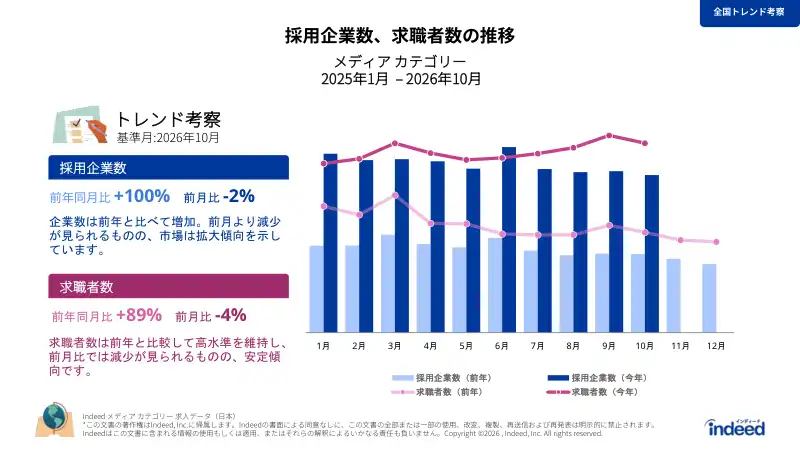 全国トレンド考察
採用企業数、求職者数の推移
メディア カテゴリー
2025年1月 – 2026年10月
トレンド考察
基準月:2026年10月
採用企業数
前年同月比 +100% 前月比 -2%
企業数は前年と比べて増加。前月より減少
が見られるものの、市場は拡大傾向を示し
ています。
求職者数
前年同月比 +89% 前月比 -4%
求職者数は前年と比較して高水準を維持し、
前月比では減少が見られるものの、安定傾
向です。
1月 2月 3月 4月 5月 6月 7月 8月 9月 10月 11月 12月
採用企業数（前年） 採用企業数（今年）
求職者数（前年） 求職者数（今年）
Indeed メディア カテゴリー 求人データ（日本）
*この文書の著作権はIndeed, Inc.に帰属します。Indeedの書面による同意なしに、この文書の全部または一部の使用、改変、複製、再送信および再発表は明示的に禁止されます。
Indeedはこの文書に含まれる情報の使用もしくは適用、またはそれらの解釈によるいかなる責任も負いません。Copyright ©2026 , Indeed, Inc. All rights reserved.
インディード
indeed